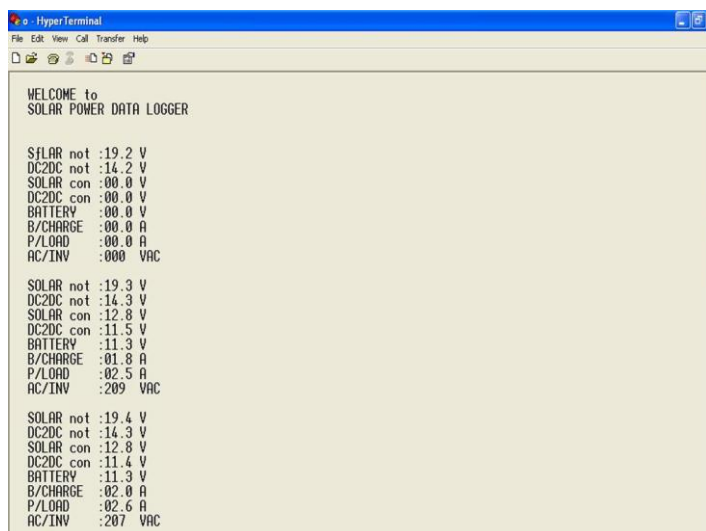 o - HyperTerminal
File Edit View Call Transfer Help
WELCOME to
SOLAR POWER DATA LOGGER
SfLAR not :19.2 V
DC2DC not :14.2 V
SOLAR con :00.0 V
DC2DC con :00.0 V
BATTERY :00.0 V
B/CHARGE :00.0 A
P/LOAD :00.0 A
AC/INV :000 VAC
SOLAR not :19.3 V
DC2DC not :14.3 V
SOLAR con :12.8 V
DC2DC con :11.5 V
BATTERY :11.3 V
B/CHARGE :01.8 A
P/LOAD :02.5 A
AC/INV :209 VAC
SOLAR not :19.4 V
DC2DC not :14.3 V
SOLAR con :12.8 V
DC2DC con :11.4 V
BATTERY :11.3 V
B/CHARGE :02.0 A
P/LOAD :02.6 A
AC/INV :207 VAC